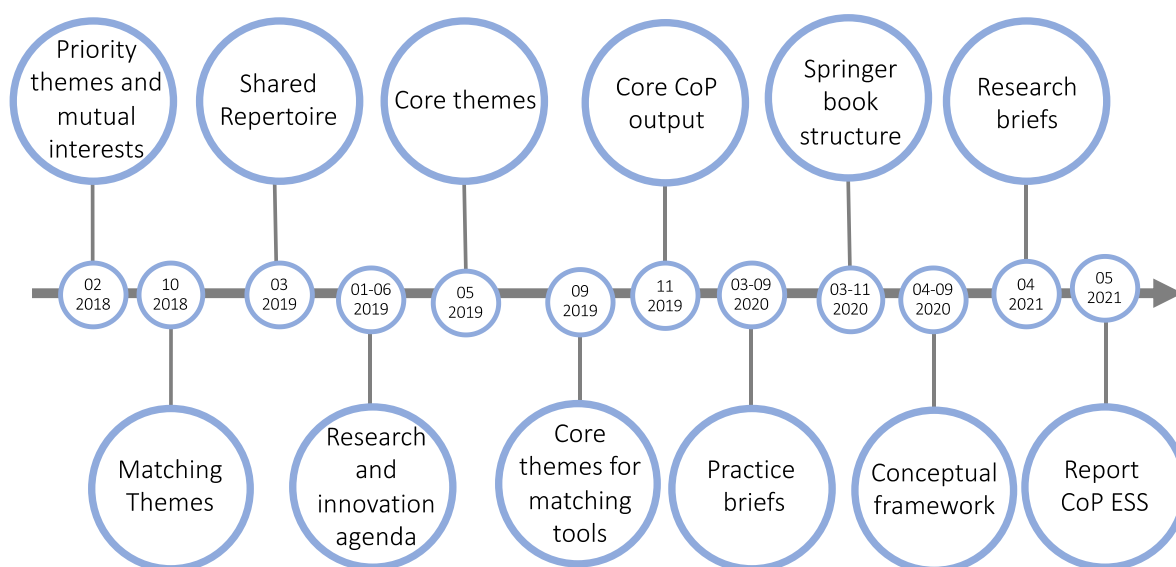 Priority
themes and
mutual
interests
Shared
Repertoire
Core themes
Core CoP
output
Springer
book
structure
Research
briefs
02
2018
10
2018
03
2019
01-06
2019
05
2019
09
2019
11
2019
03-09
2020
03-11
2020
04-09
2020
04
2021
05
2021
Matching
Themes
Research
and
innovation
agenda
Core
themes for
matching
tools
Practice
briefs
Conceptual
framework
Report
CoP ESS